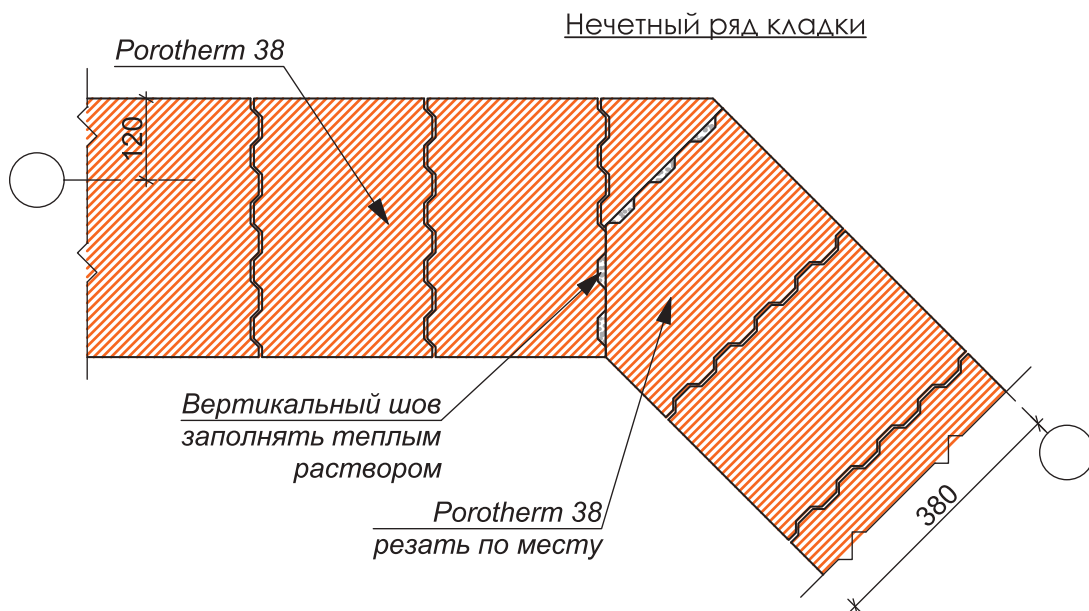 Нечетный ряд кладки
Porotherm 38
120
Вертикальный шов
заполнять теплым
раствором
Porotherm 38
резать по месту
380